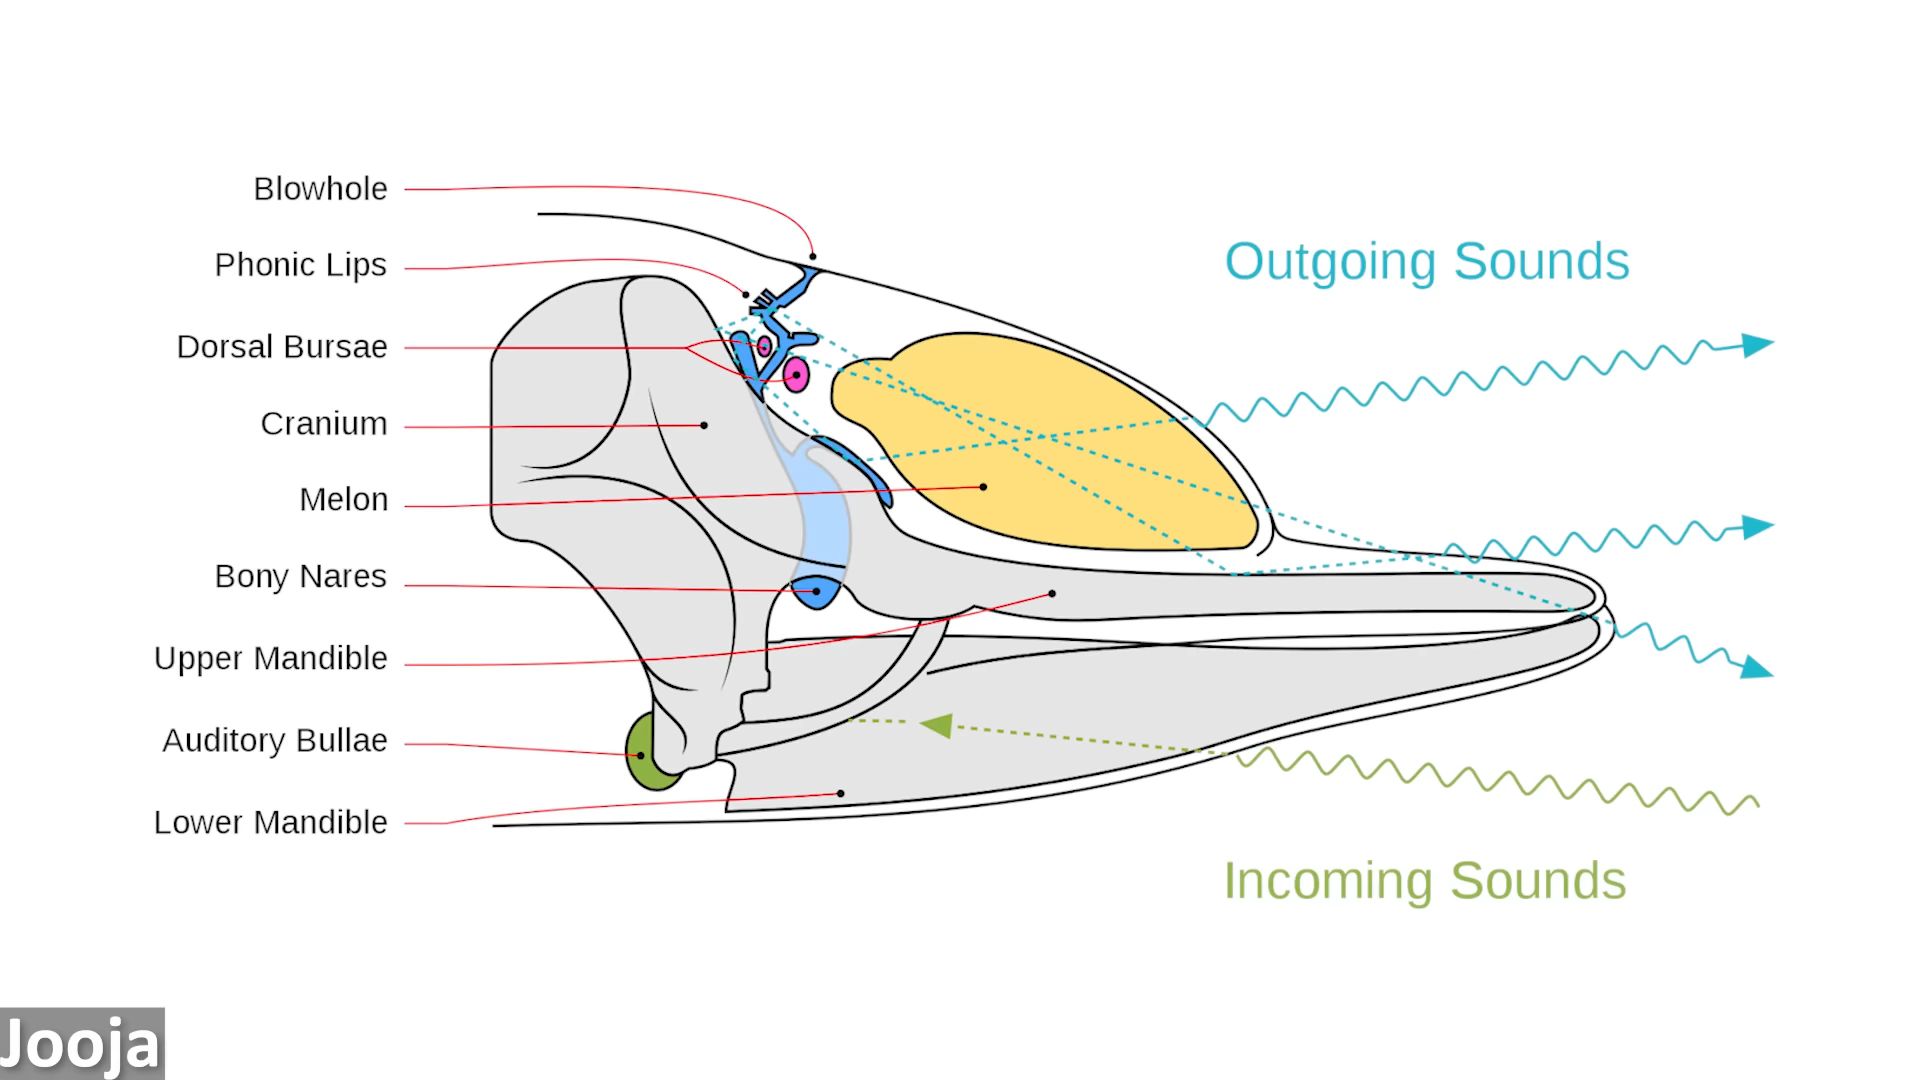 Blowhole
Phonic Lips
Dorsal Bursae
Cranium
Melon
Bony Nares
Upper Mandible
Auditory Bullae
Lower Mandible
Outgoing Sounds
Incoming Sounds
Jooja